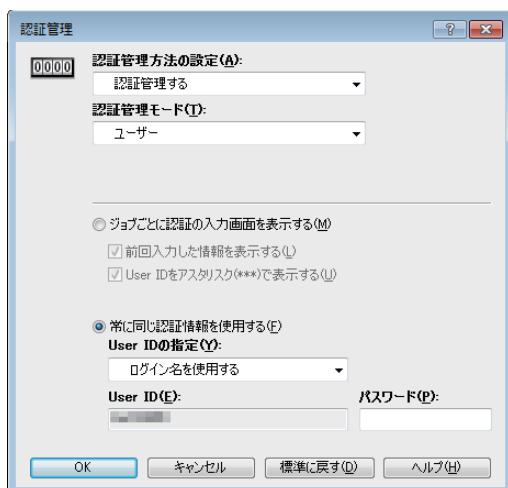 認証管理
0000
認証管理方法の設定(A):
認証管理する
認証管理モード(T):
ユーザー
ジョブごとに認証の入力画面を表示する(M)
前回入力した情報を表示する(L)
User IDをアスタリスク(***)で表示する(U)
常に同じ認証情報を使用する(F)
User IDの指定(Y):
ログイン名を使用する
User ID(E): パスワード(P):
OK キャンセル 標準に戻す(D) ヘルプ(H)